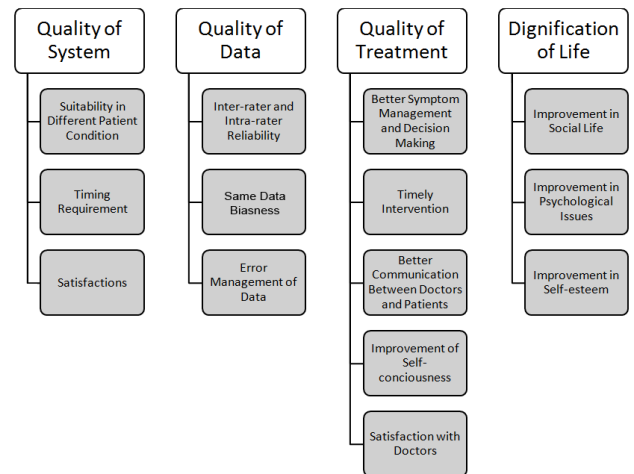 Quality of
System
Suitability in
Different Patient
Condition
Timing
Requirement
Satisfactions
Quality of
Data
Inter-rater and
Intra-rater
Reliability
Same Data
Biasness
Error
Management of
Data
Quality of
Treatment
Better Symptom
Management
and Decision
Making
Timely
Intervention
Better
Communication
Between Doctors
and Patients
Improvement of
Self-
conciousness
Satisfaction with
Doctors
Dignification
of Life
Improvement in
Social Life
Improvement in
Psychological
Issues
Improvement in
Self-esteem